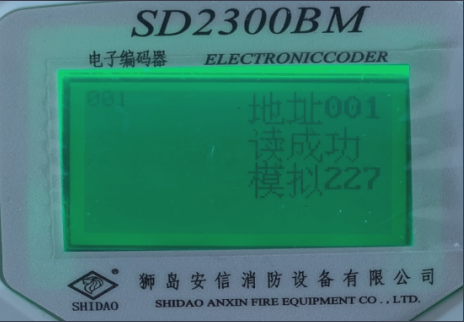 SD2300BM
电子编码器 ELECTRONICCODER
001
地址001
读成功
模拟227
狮岛安信消防设备有限公司
SHIDAO
SHIDAO ANXIN FIRE EQUIPMENT CO., LTD.